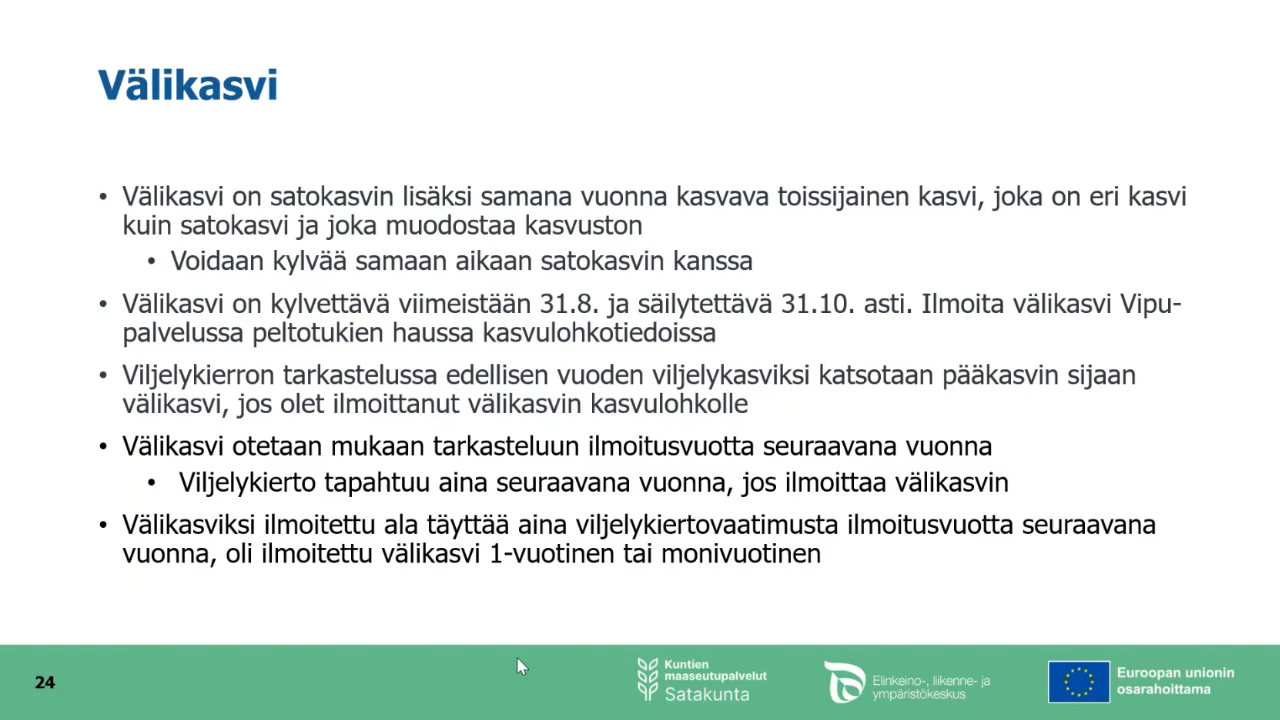 Välikasvi
• Välikasvi on satokasvin lisäksi samana vuonna kasvava toissijainen kasvi, joka on eri kasvi
kuin satokasvi ja joka muodostaa kasvuston
• Voidaan kylvää samaan aikaan satokasvin kanssa
• Välikasvi on kylvettävä viimeistään 31.8. ja säilytettävä 31.10. asti. Ilmoita välikasvi Vipu-
palvelussa peltotukien haussa kasvulohkotiedoissa
• Viljelykierron tarkastelussa edellisen vuoden viljelykasviksi katsotaan pääkasvin sijaan
välikasvi, jos olet ilmoittanut välikasvin kasvulohkolle
• Välikasvi otetaan mukaan tarkasteluun ilmoitusvuotta seuraavana vuonna
• Viljelykierto tapahtuu aina seuraavana vuonna, jos ilmoittaa välikasvin
• Välikasviksi ilmoitettu ala täyttää aina viljelykiertovaatimusta ilmoitusvuotta seuraavana
vuonna, oli ilmoitettu välikasvi 1-vuotinen tai monivuotinen
24
Kuntien
maaseutupalvelut
Satakunta
Elinkeino-, liikenne- ja
ympäristökeskus
Euroopan unionin
osarahoittama